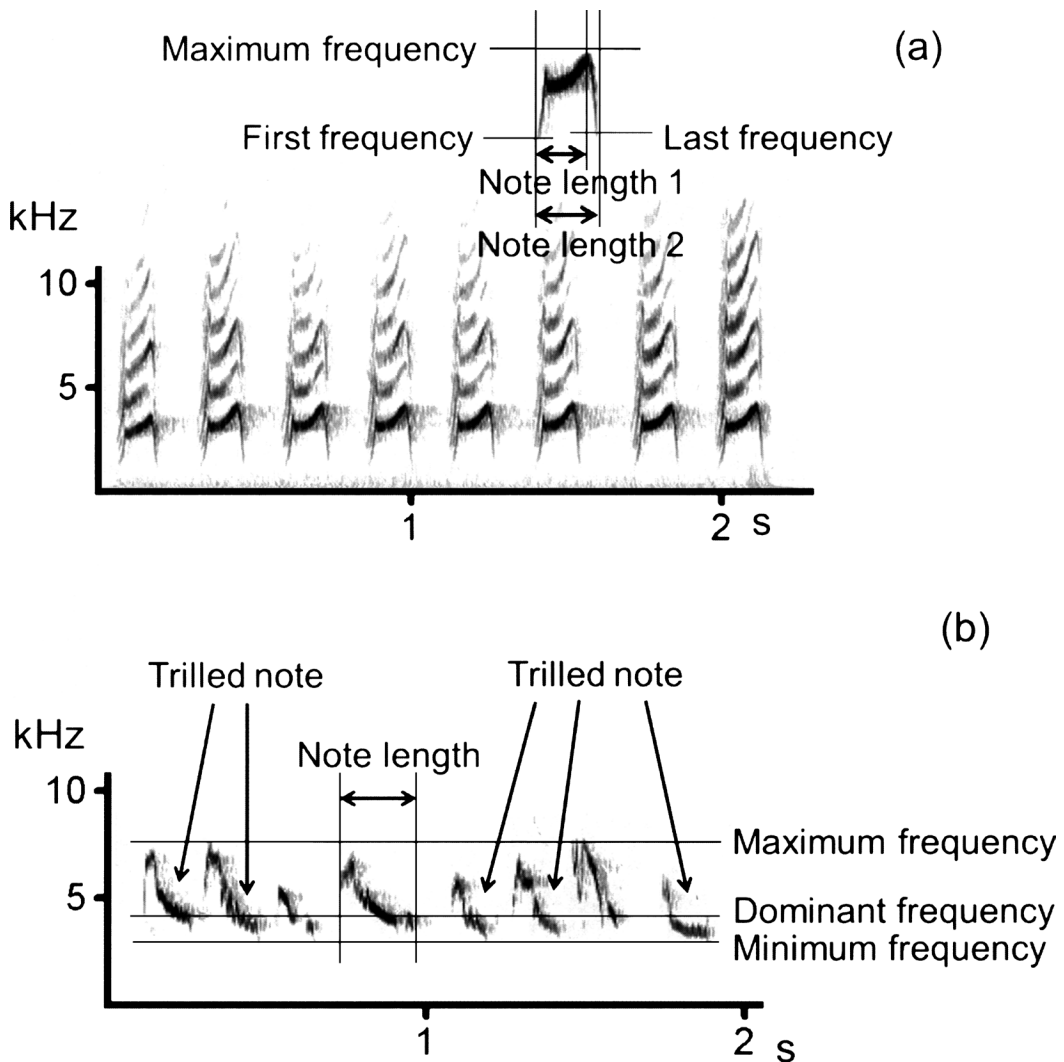 (a)
Maximum frequency
First frequency
Last frequency
Note length 1
kHz
Note length 2
10
5
1
2 s
(b)
Trilled note
Trilled note
kHz
Note length
10
Maximum frequency
5
Dominant frequency
Minimum frequency
1
2 s